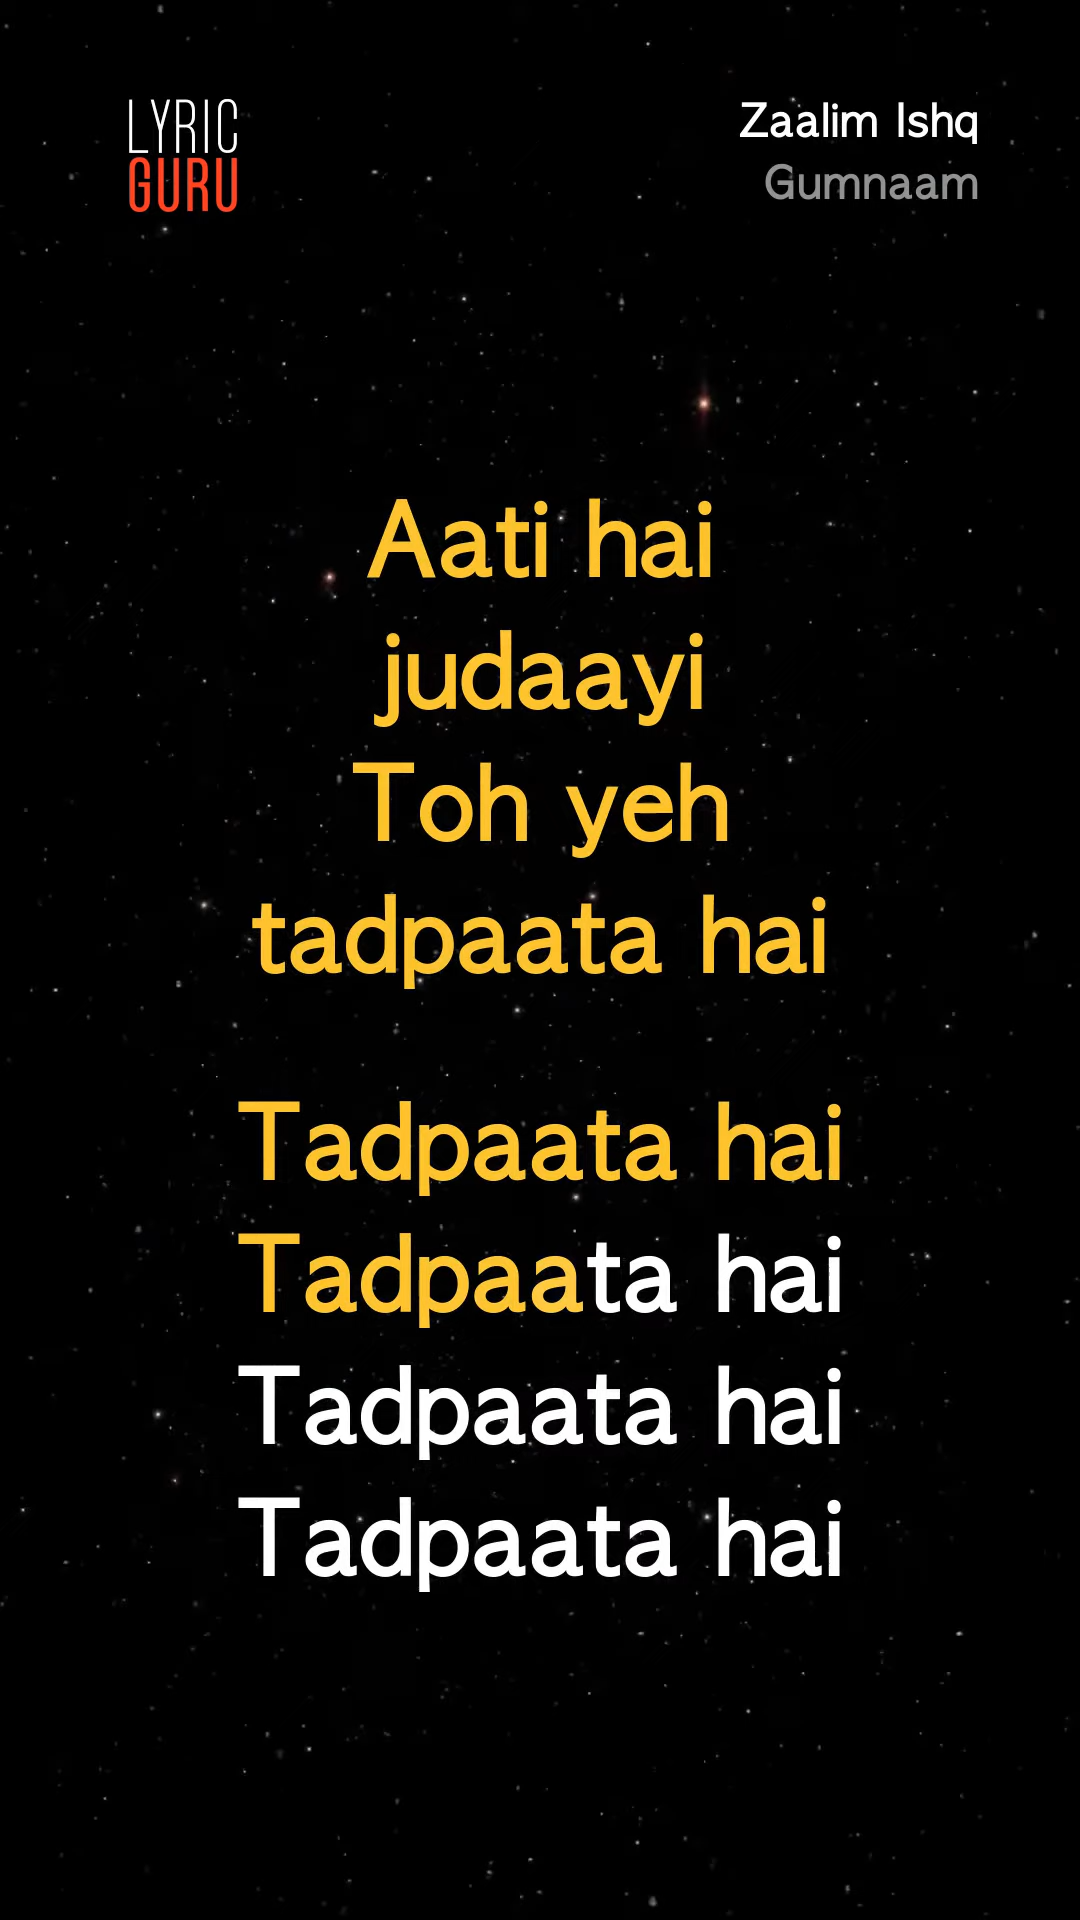 LYRIC
GURU
Zaalim Ishq
Gumnaam
Aati hai
judaayi
Toh yeh
tadpaata hai
Tadpaata hai
Tadpaata hai
Tadpaata hai
Tadpaata hai